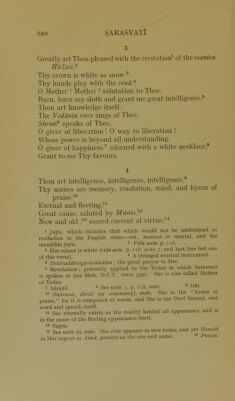 120 SARASVATĪ
3
Greatly art Thou pleased with the recitation¹ of the mantra
HRĪNG.²
Thy crown is white as snow.³
Thy hands play with the vīnā.⁴
O Mother! Mother! salutation to Thee.
Burn, burn my sloth and grant me great intelligence.⁵
Thou art knowledge itself.
The Vedānta ever sings of Thee.
Shruti⁶ speaks of Thee.
O giver of liberation! O way to liberation!
Whose power is beyond all understanding.
O giver of happiness,⁷ adorned with a white necklace.⁸
Grant to me Thy favours.
4
Thou art intelligence, intelligence, intelligence.⁹
Thy names are memory, resolution, mind, and hymn of
praise.¹⁰
Eternal and fleeting.¹¹
Great cause, saluted by Munis.¹²
New and old.¹³ sacred current of virtue,¹⁴
¹ Japa, which includes that which would not be understood as
recitation in the English sense—viz., manasa or mental, and the
mandible japa. ² Vide note p. 118.
³ Her colour is white (vide note, p. 118, note 5, and last line but one
of this verse). ⁴ A stringed musical instrument.
⁵ ; the great prayer to Her.
⁶ Revelation; generally applied to the Vedas in which Sarasvatī
is spoken of (see Muir, O.S.T., ). She is also called Mother
of Vedas.
⁷ ⁸ See note 5, p. 118, ante. ⁹ Dhī.
¹⁰ Dhāranā, dhriti (or constancy), mati. She is the "hymn of
praise," for it is composed of words, and She is the Devī thereof, and
word and speech itself.
¹¹ She eternally exists as the reality behind all appearance, and is
in the cause of the fleeting appearance itself.
¹² Sages.
¹³ See note 11, ante. She ever appears in new forms, and yet Herself
in Her aspect as persists as the one and same. ¹⁴ Punya.